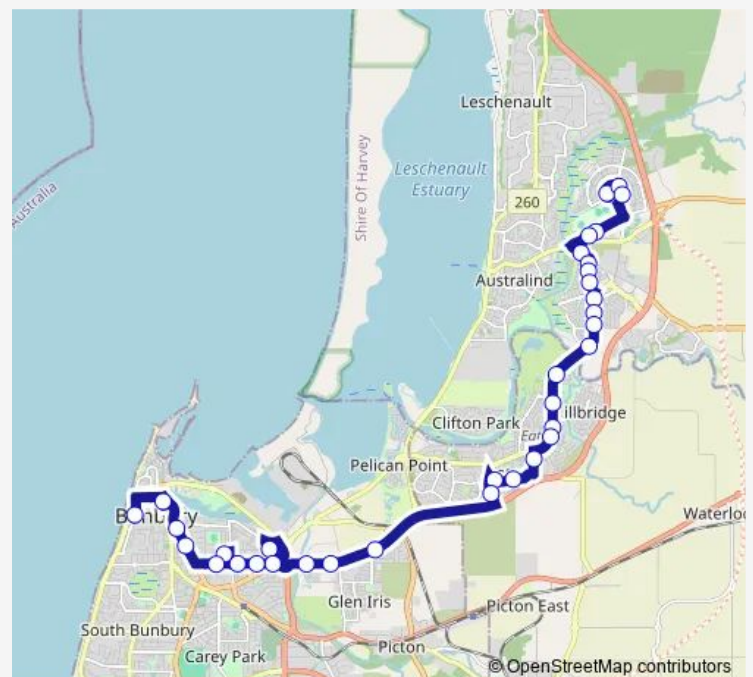 Leschenault
Leschenault
Estuary
Australia
Shire Of Harvey
260
Australind
Clifton Park
illbridge
Pelican Point
Waterloo
Glen Iris
Picton East
South Bunbury
Picton
Carey Park
© OpenStreetMap contributors